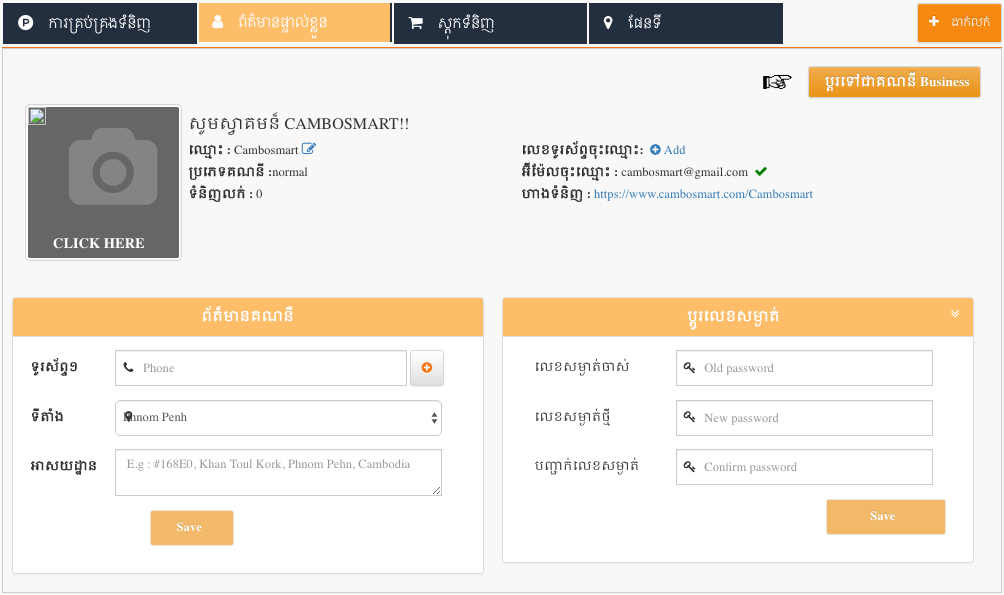 ការគ្រប់គ្រងទំនិញ
ព័ត៌មានផ្ទាល់ខ្លួន
ស្តុកទំនិញ
ផែនទី
ដាក់លក់
ប្តូរទៅជាគណនី Business
សូមស្វាគមន៍ CAMBOSMART!!
ឈ្មោះ : Cambosmart
លេខទូរស័ព្ទចុះឈ្មោះ: Add
ប្រភេទគណនី :normal
អ៊ីម៉ែលចុះឈ្មោះ : cambosmart@gmail.com
ទំនិញលក់ : 0
ហាងទំនិញ : https://www.cambosmart.com/Cambosmart
CLICK HERE
ព័ត៌មានគណនី
ទូរស័ព្ទ១
Phone
ទីតាំង
Phnom Penh
អាសយដ្ឋាន
E.g : #168E0, Khan Toul Kork, Phnom Pehn, Cambodia
Save
ប្តូរលេខសម្ងាត់
លេខសម្ងាត់ចាស់
Old password
លេខសម្ងាត់ថ្មី
New password
បញ្ជាក់លេខសម្ងាត់
Confirm password
Save